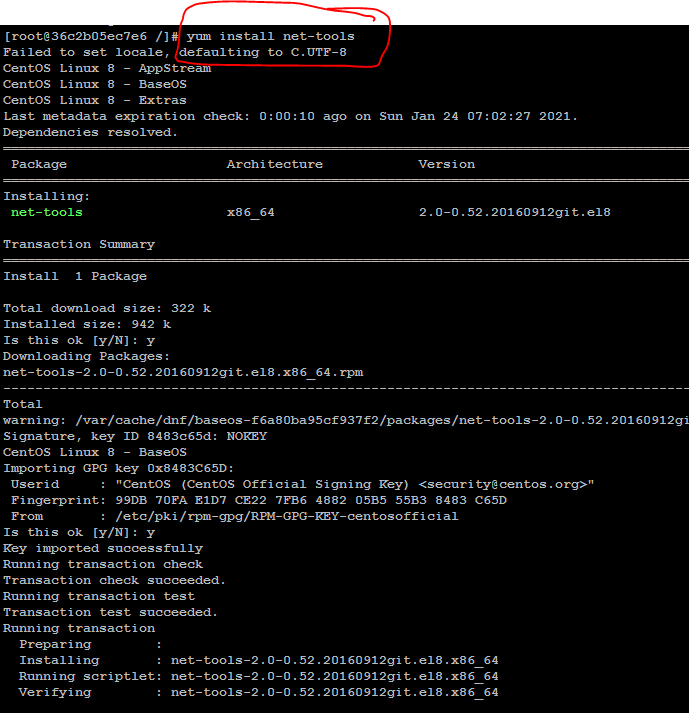 [root@36c2b05ec7e6 /]# yum install net-tools
Failed to set locale, defaulting to C.UTF-8
CentOS Linux 8 - AppStream
CentOS Linux 8 - BaseOS
CentOS Linux 8 - Extras
Last metadata expiration check: 0:00:10 ago on Sun Jan 24 07:02:27 2021.
Dependencies resolved.
Package Architecture Version
Installing:
net-tools x86_64 2.0-0.52.20160912git.el8
Transaction Summary
Install 1 Package
Total download size: 322 k
Installed size: 942 k
Is this ok [y/N]: y
Downloading Packages:
net-tools-2.0-0.52.20160912git.el8.x86_64.rpm
Total
warning: /var/cache/dnf/baseos-f6a80ba95cf937f2/packages/net-tools-2.0-0.52.20160912gi
Signature, key ID 8483c65d: NOKEY
CentOS Linux 8 - BaseOS
Importing GPG key 0x8483C65D:
Userid : "CentOS (CentOS Official Signing Key) <security@centos.org>"
Fingerprint: 99DB 70FA E1D7 CE22 7FB6 4882 05B5 55B3 8483 C65D
From : /etc/pki/rpm-gpg/RPM-GPG-KEY-centosofficial
Is this ok [y/N]: y
Key imported successfully
Running transaction check
Transaction check succeeded.
Running transaction test
Transaction test succeeded.
Running transaction
Preparing :
Installing : net-tools-2.0-0.52.20160912git.el8.x86_64
Running scriptlet: net-tools-2.0-0.52.20160912git.el8.x86_64
Verifying : net-tools-2.0-0.52.20160912git.el8.x86_64